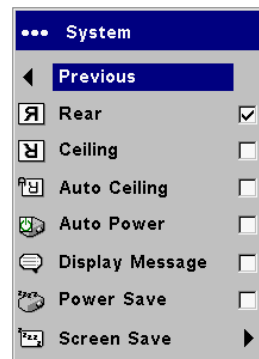 ••• System
Previous
Rear
Ceiling
Auto Ceiling
Auto Power
Display Message
Power Save
Screen Save